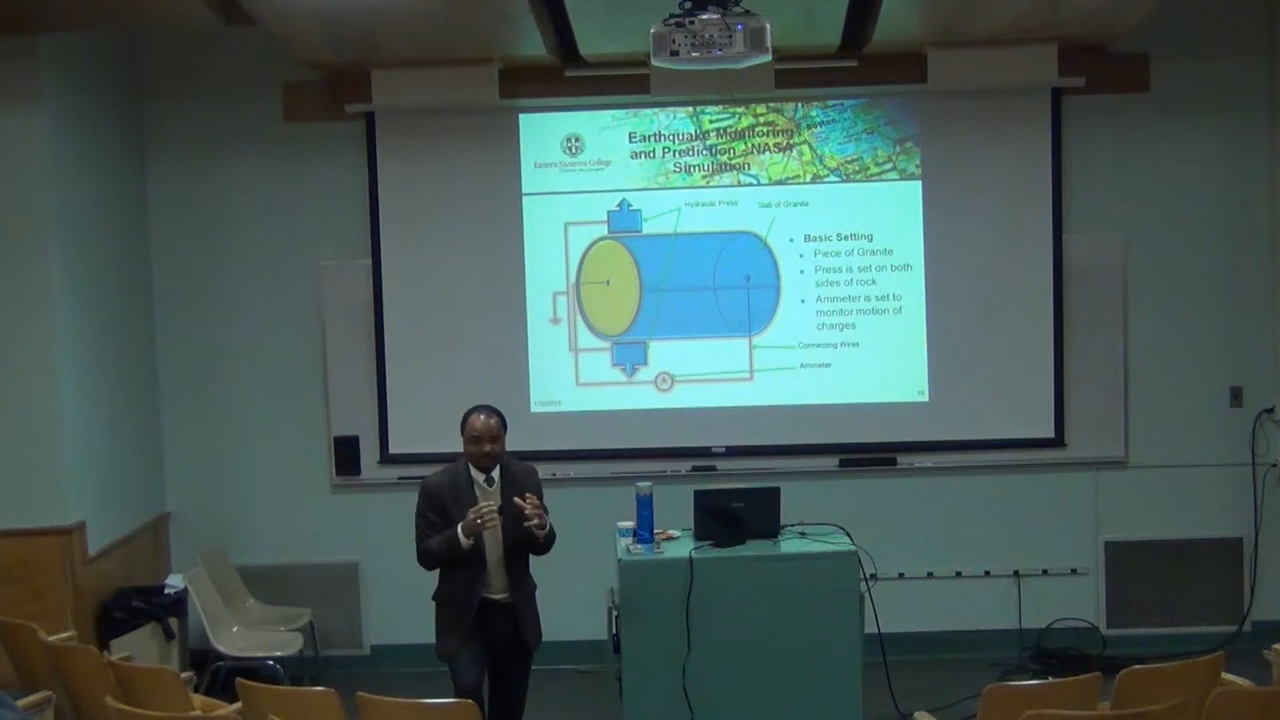 Earthquake Monitoring
and Prediction - NASA
Simulation
Boston
Eastern Nazarene College
Hydraulic Press
Slab of Granite
Basic Setting
Piece of Granite
Press is set on both
sides of rock
Ammeter is set to
monitor motion of
charges
Connecting Wires
Ammeter
A